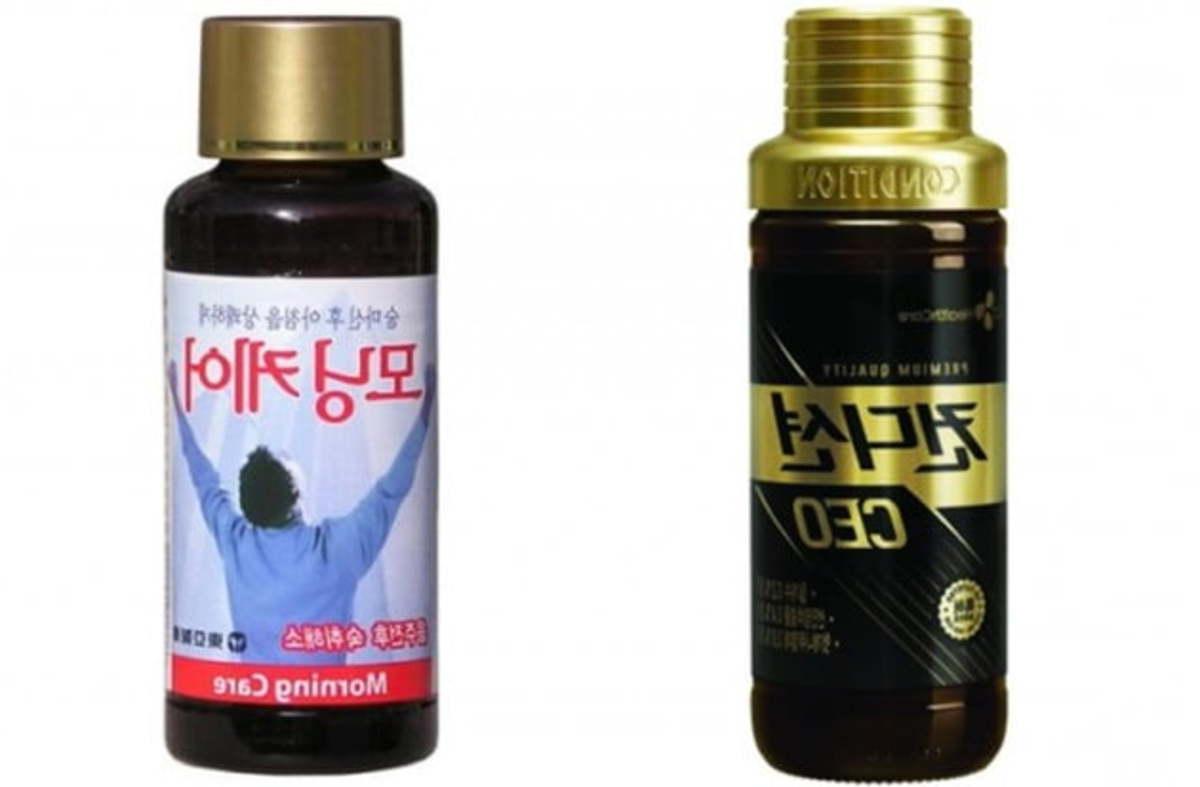 술 마신 후 아침을 상쾌하게
모닝케어
음주전후 숙취해소
Morning Care
CONDITION
HealthCare
PREMIUM QUALITY
컨디션
CEO